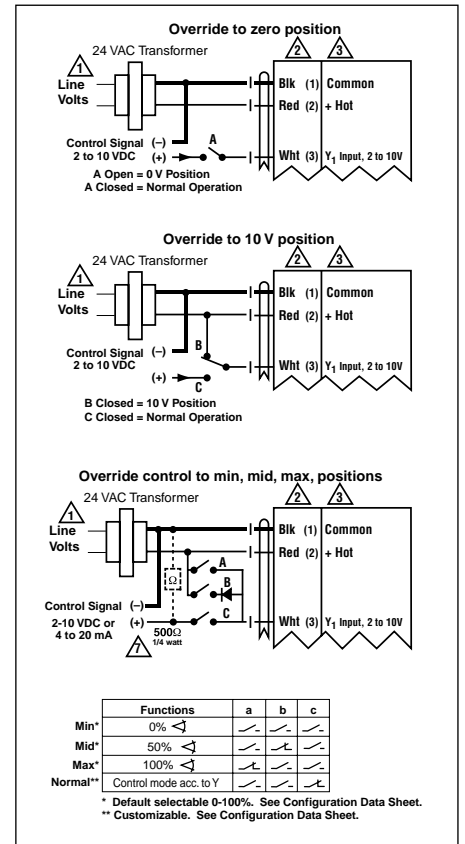 Override to zero position
24 VAC Transformer
1
2
3
Line
Volts
Blk (1) Common
Red (2) + Hot
Control Signal (–)
2 to 10 VDC (+)
A
Wht (3) Y1 Input, 2 to 10V
A Open = 0 V Position
A Closed = Normal Operation
Override to 10 V position
24 VAC Transformer
1
2
3
Line
Volts
Blk (1) Common
Red (2) + Hot
B
Control Signal (–)
2 to 10 VDC
(+)
C
Wht (3) Y1 Input, 2 to 10V
B Closed = 10 V Position
C Closed = Normal Operation
Override control to min, mid, max, positions
24 VAC Transformer
1
2
3
Line
Volts
Blk (1) Common
Red (2) + Hot
A
Ω
B
Control Signal (–)
2-10 VDC or (+)
4 to 20 mA
7
500Ω
1/4 watt
C
Wht (3) Y1 Input, 2 to 10V
Functions a b c
Min* 0%
Mid* 50%
Max* 100%
Normal** Control mode acc. to Y
* Default selectable 0-100%. See Configuration Data Sheet.
** Customizable. See Configuration Data Sheet.